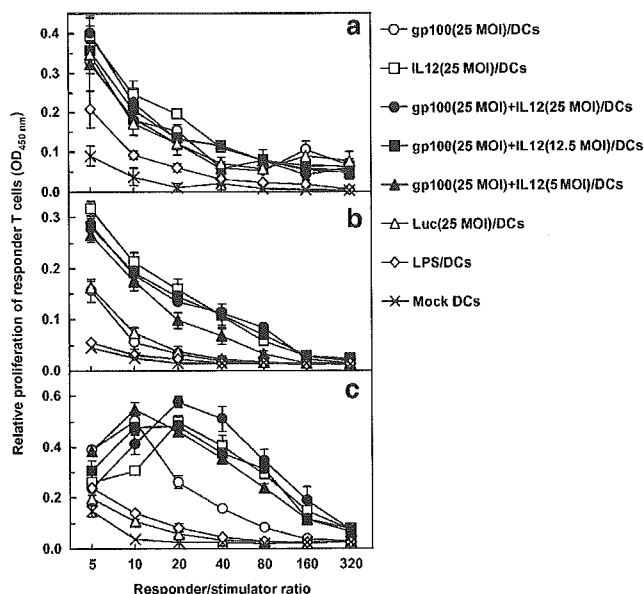 a
0.4
0.3
0.2
0.1
0.0
b
0.3
0.2
0.1
0.0
c
0.6
0.4
0.2
0.0
5 10 20 40 80 160 320
Responder/stimulator ratio
Relative proliferation of responder T cells (OD450 nm)
gp100(25 MOI)/DCs
IL12(25 MOI)/DCs
gp100(25 MOI)+IL12(25 MOI)/DCs
gp100(25 MOI)+IL12(12.5 MOI)/DCs
gp100(25 MOI)+IL12(5 MOI)/DCs
Luc(25 MOI)/DCs
LPS/DCs
Mock DCs